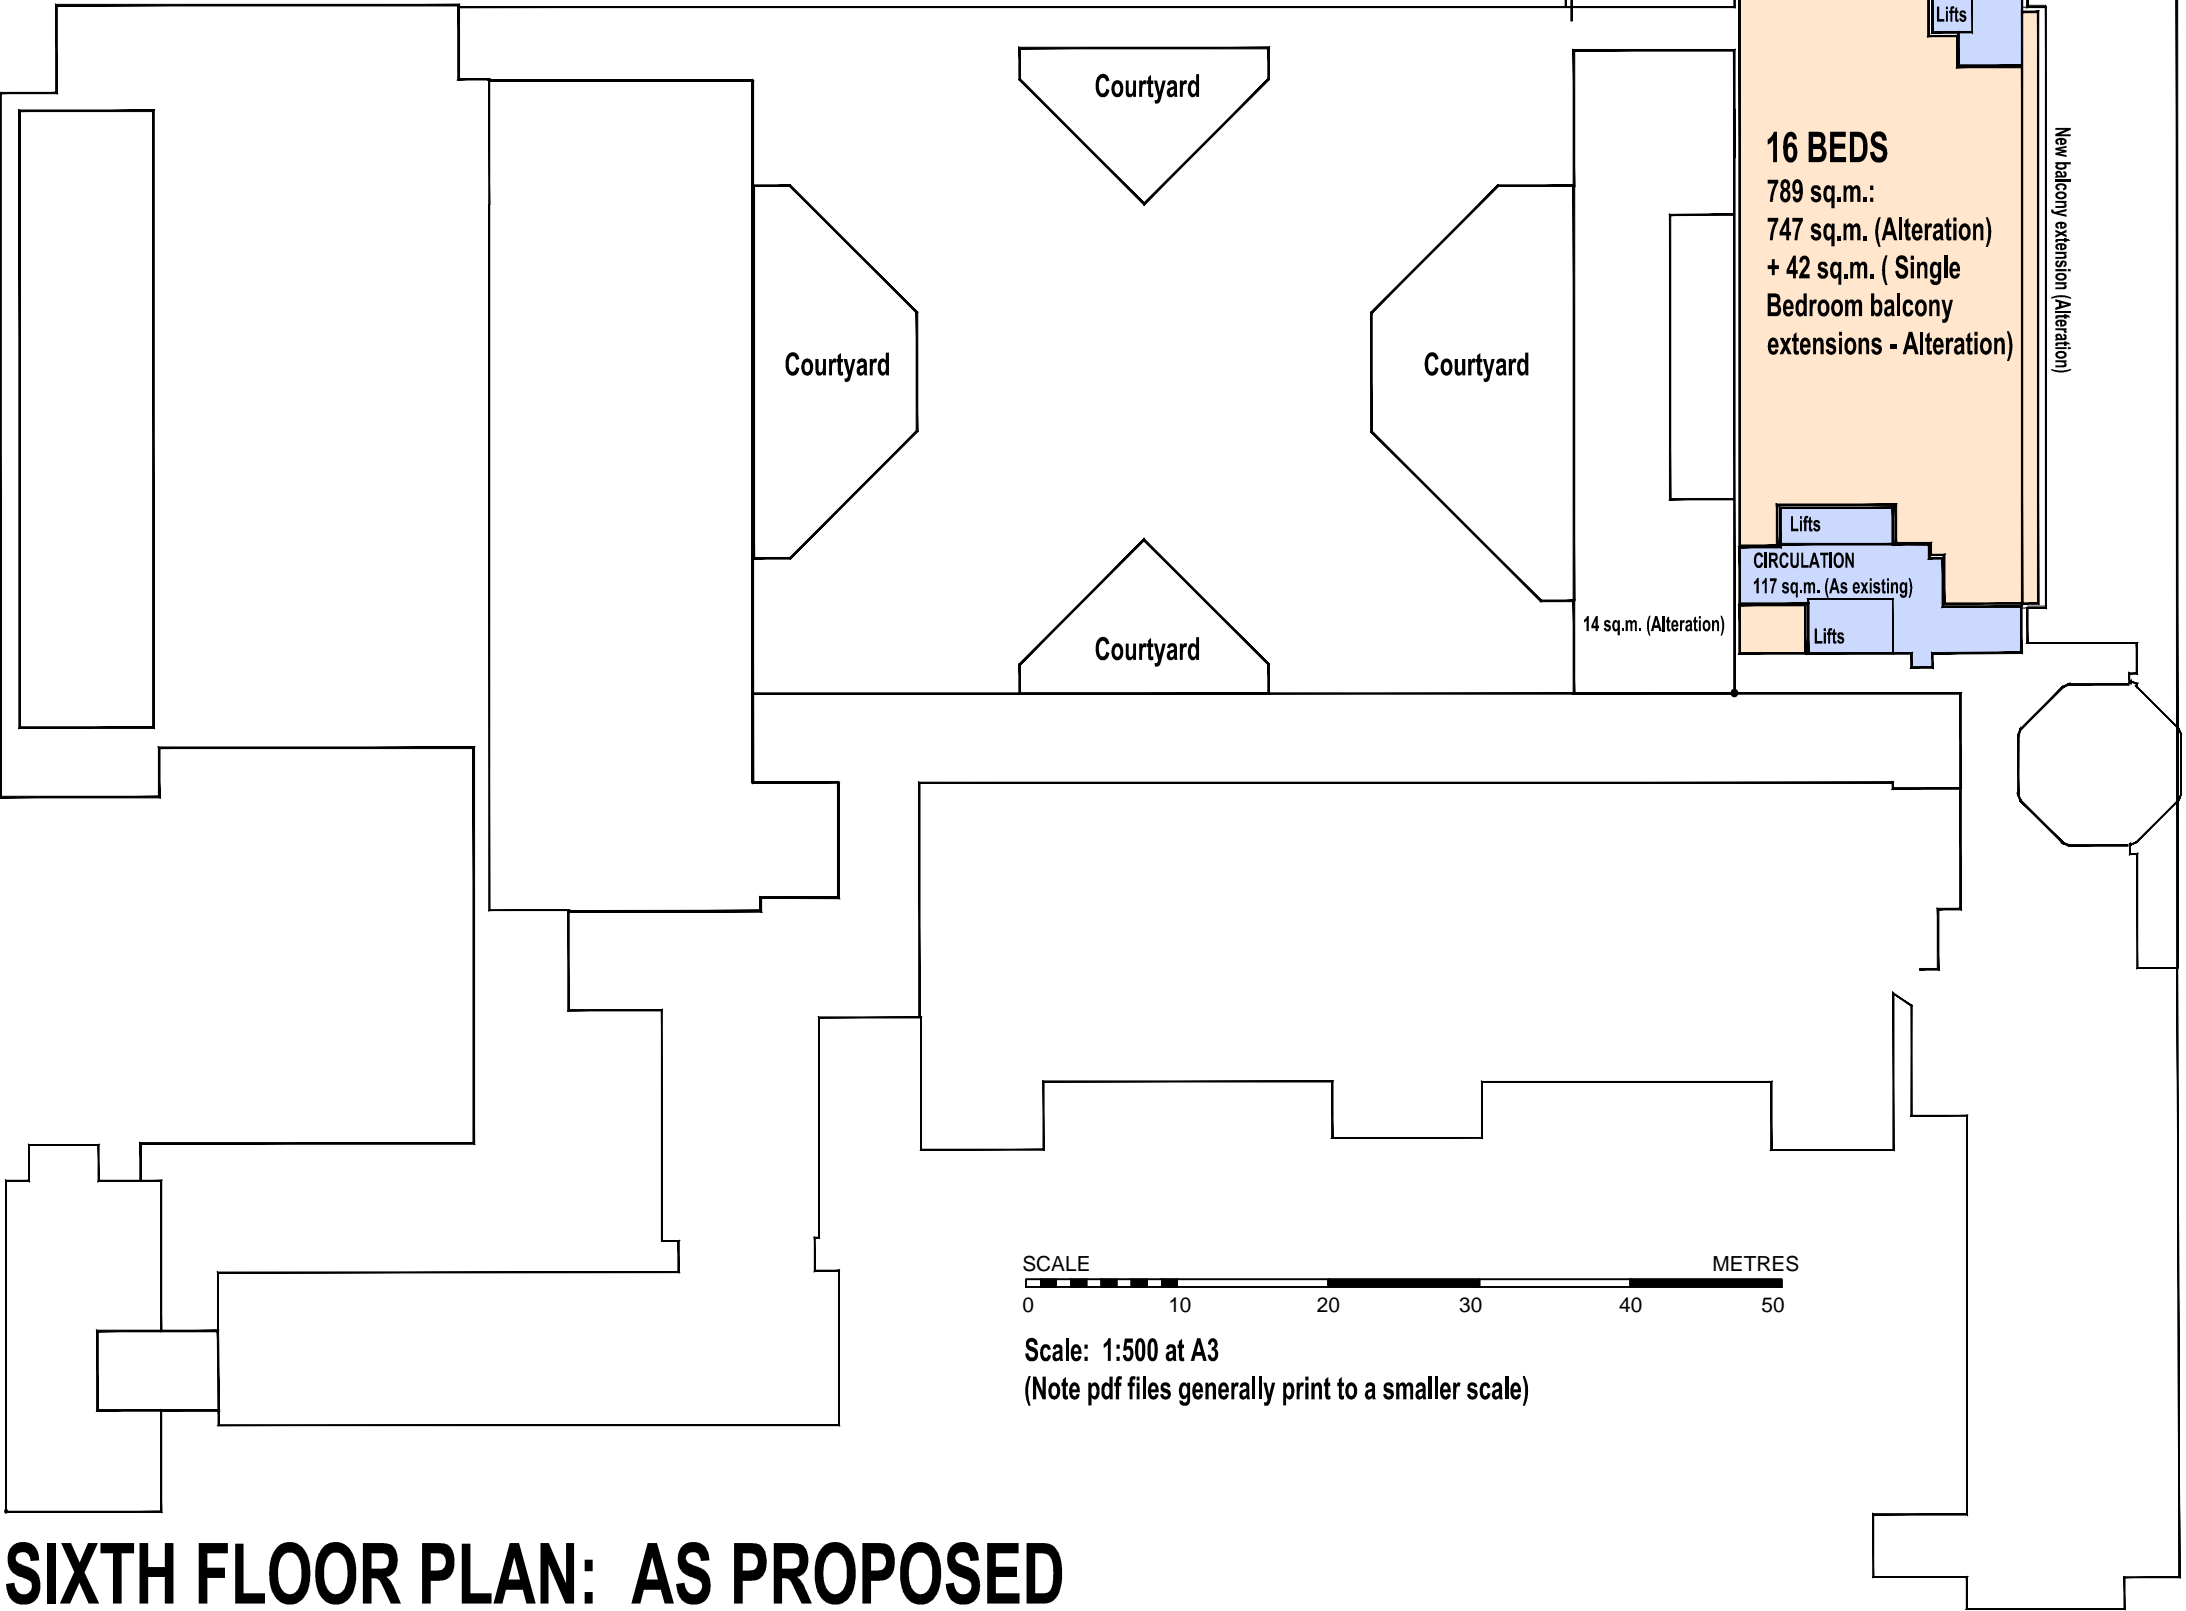 Lifts
Courtyard
16 BEDS
789 sq.m.:
747 sq.m. (Alteration)
+ 42 sq.m. ( Single
Bedroom balcony
extensions - Alteration)
New balcony extension (Alteration)
Courtyard
Courtyard
Lifts
CIRCULATION
117 sq.m. (As existing)
14 sq.m. (Alteration)
Lifts
Courtyard
SCALE METRES
0 10 20 30 40 50
Scale: 1:500 at A3
(Note pdf files generally print to a smaller scale)
SIXTH FLOOR PLAN: AS PROPOSED